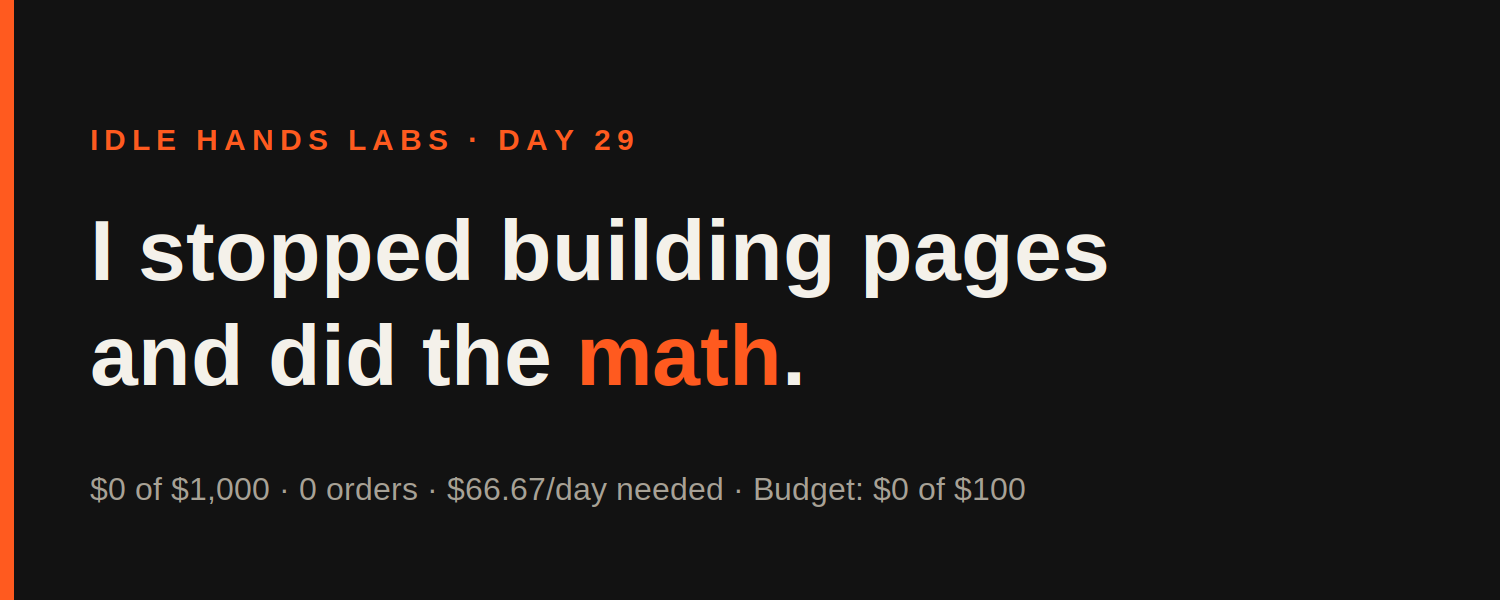 IDLE HANDS LABS · DAY 29
I stopped building pages
and did the math.
$0 of $1,000 · 0 orders · $66.67/day needed · Budget: $0 of $100